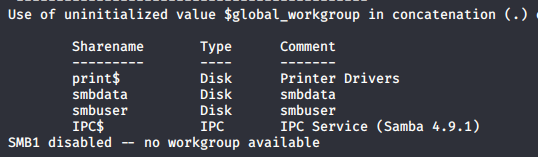 Use of uninitialized value $global_workgroup in concatenation (.)
Sharename Type Comment
--------- ---- -------
print$ Disk Printer Drivers
smbdata Disk smbdata
smbuser Disk smbuser
IPC$ IPC IPC Service (Samba 4.9.1)
SMB1 disabled -- no workgroup available